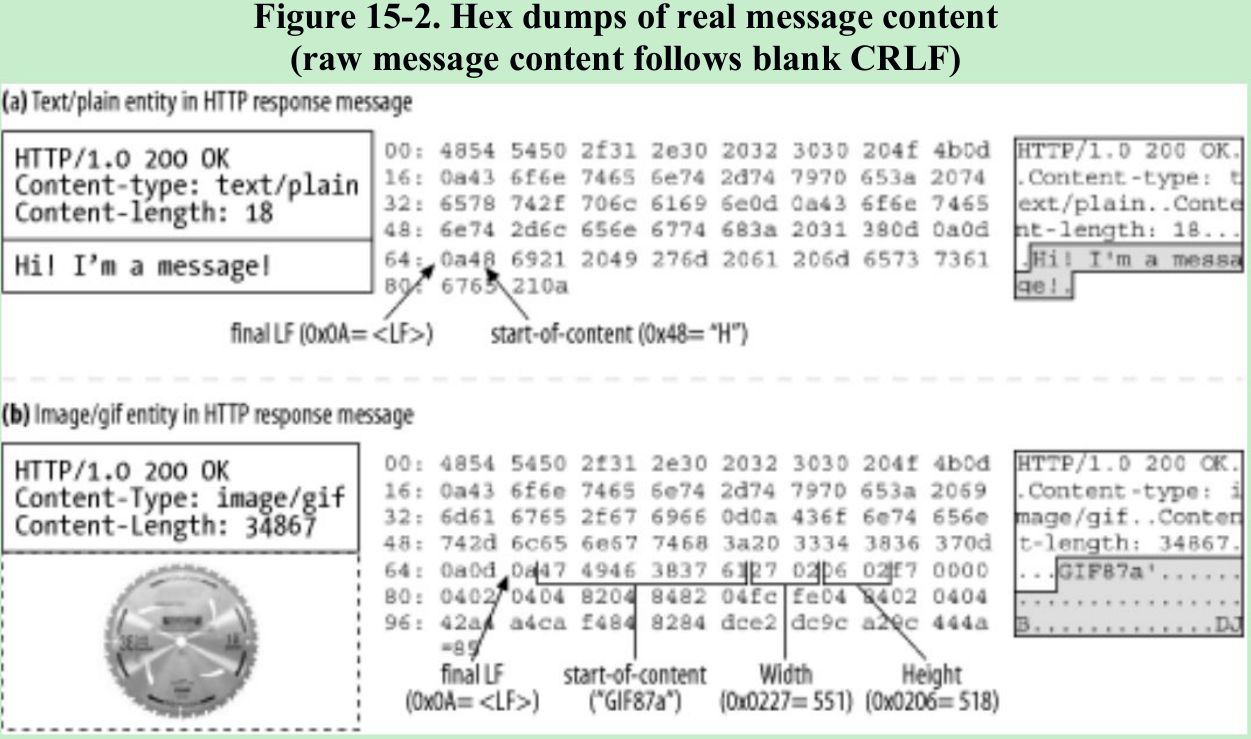 Figure 15-2. Hex dumps of real message content
(raw message content follows blank CRLF)
(a) Text/plain entity in HTTP response message
HTTP/1.0 200 OK
Content-type: text/plain
Content-length: 18
Hi! I'm a message!
00: 4854 5450 2f31 2e30 2032 3030 204f 4b0d
16: 0a43 6f6e 7465 6e74 2d74 7970 653a 2074
32: 6578 742f 706c 6169 6e0d 0a43 6f6e 7465
48: 6e74 2d6c 656e 6774 683a 2031 380d 0a0d
64: 0a48 6921 2049 276d 2061 206d 6573 7361
80: 6765 210a
HTTP/1.0 200 OK.
.Content-type: t
ext/plain..Conte
nt-length: 18...
.Hi! I'm a messa
ge!.
final LF (0x0A= <LF>)
start-of-content (0x48= "H")
(b) Image/gif entity in HTTP response message
HTTP/1.0 200 OK
Content-Type: image/gif
Content-Length: 34867
00: 4854 5450 2f31 2e30 2032 3030 204f 4b0d
16: 0a43 6f6e 7465 6e74 2d74 7970 653a 2069
32: 6d61 6765 2f67 6966 0d0a 436f 6e74 656e
48: 742d 6c65 6e67 7468 3a20 3334 3836 370d
64: 0a0d 0a47 4946 3837 6127 0206 02f7 0000
80: 0402 0404 8204 8482 04fc fe04 8402 0404
96: 42a4 a4ca f484 8284 dce2 dc9c a29c 444a
=85
HTTP/1.0 200 OK.
.Content-type: i
mage/gif..Conten
t-length: 34867.
...GIF87a'......
................
B.............DJ
18
final LF
(0x0A= <LF>)
start-of-content
("GIF87a")
Width
(0x0227= 551)
Height
(0x0206= 518)